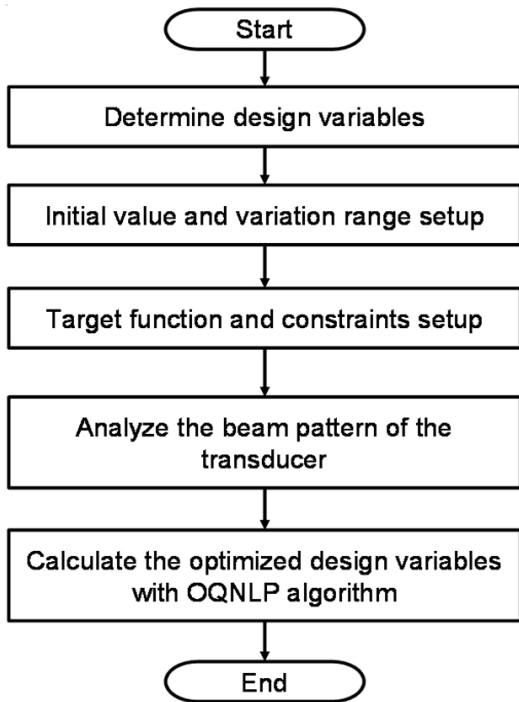 Start
Determine design variables
Initial value and variation range setup
Target function and constraints setup
Analyze the beam pattern of the
transducer
Calculate the optimized design variables
with OQNLP algorithm
End